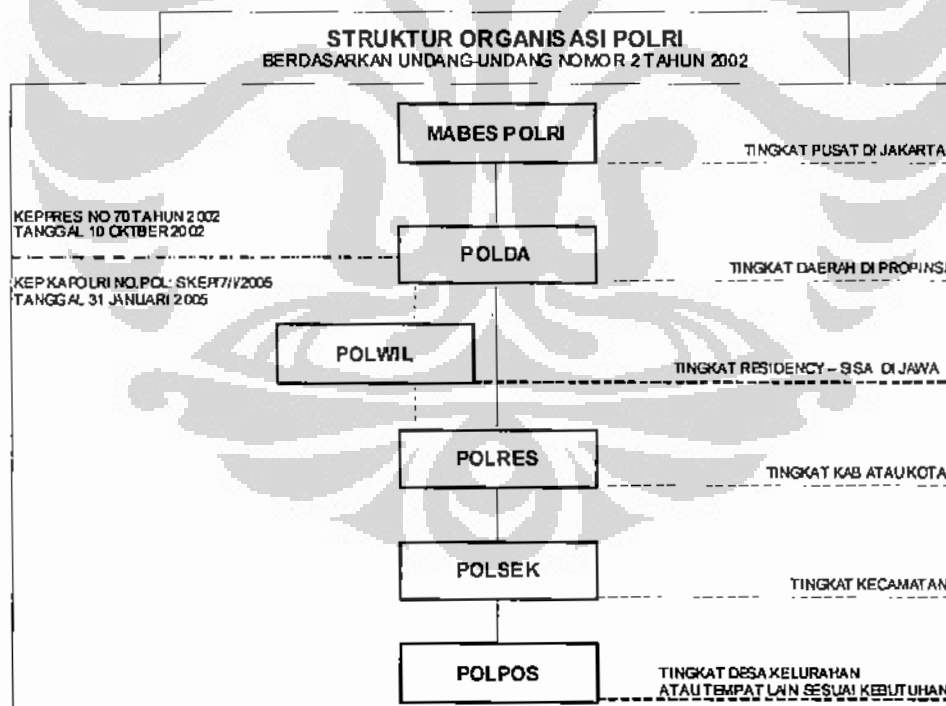 STRUKTUR ORGANISASI POLRI
BERDASARKAN UNDANG-UNDANG NOMOR 2 TAHUN 2002
MABES POLRI
TINGKAT PUSAT DI JAKARTA
KEPPRES NO 70 TAHUN 2002
TANGGAL 10 OKTBER 2002
POLDA
TINGKAT DAERAH DI PROPINSI
KEP KAPOLRI NO.POL: SKEP/7/I/2005
TANGGAL 31 JANUARI 2005
POLWIL
TINGKAT RESIDENCY – SISA DI JAWA
POLRES
TINGKAT KAB ATAU KOTA
POLSEK
TINGKAT KECAMATAN
POLPOS
TINGKAT DESA KELURAHAN
ATAU TEMPAT LAIN SESUAI KEBUTUHAN